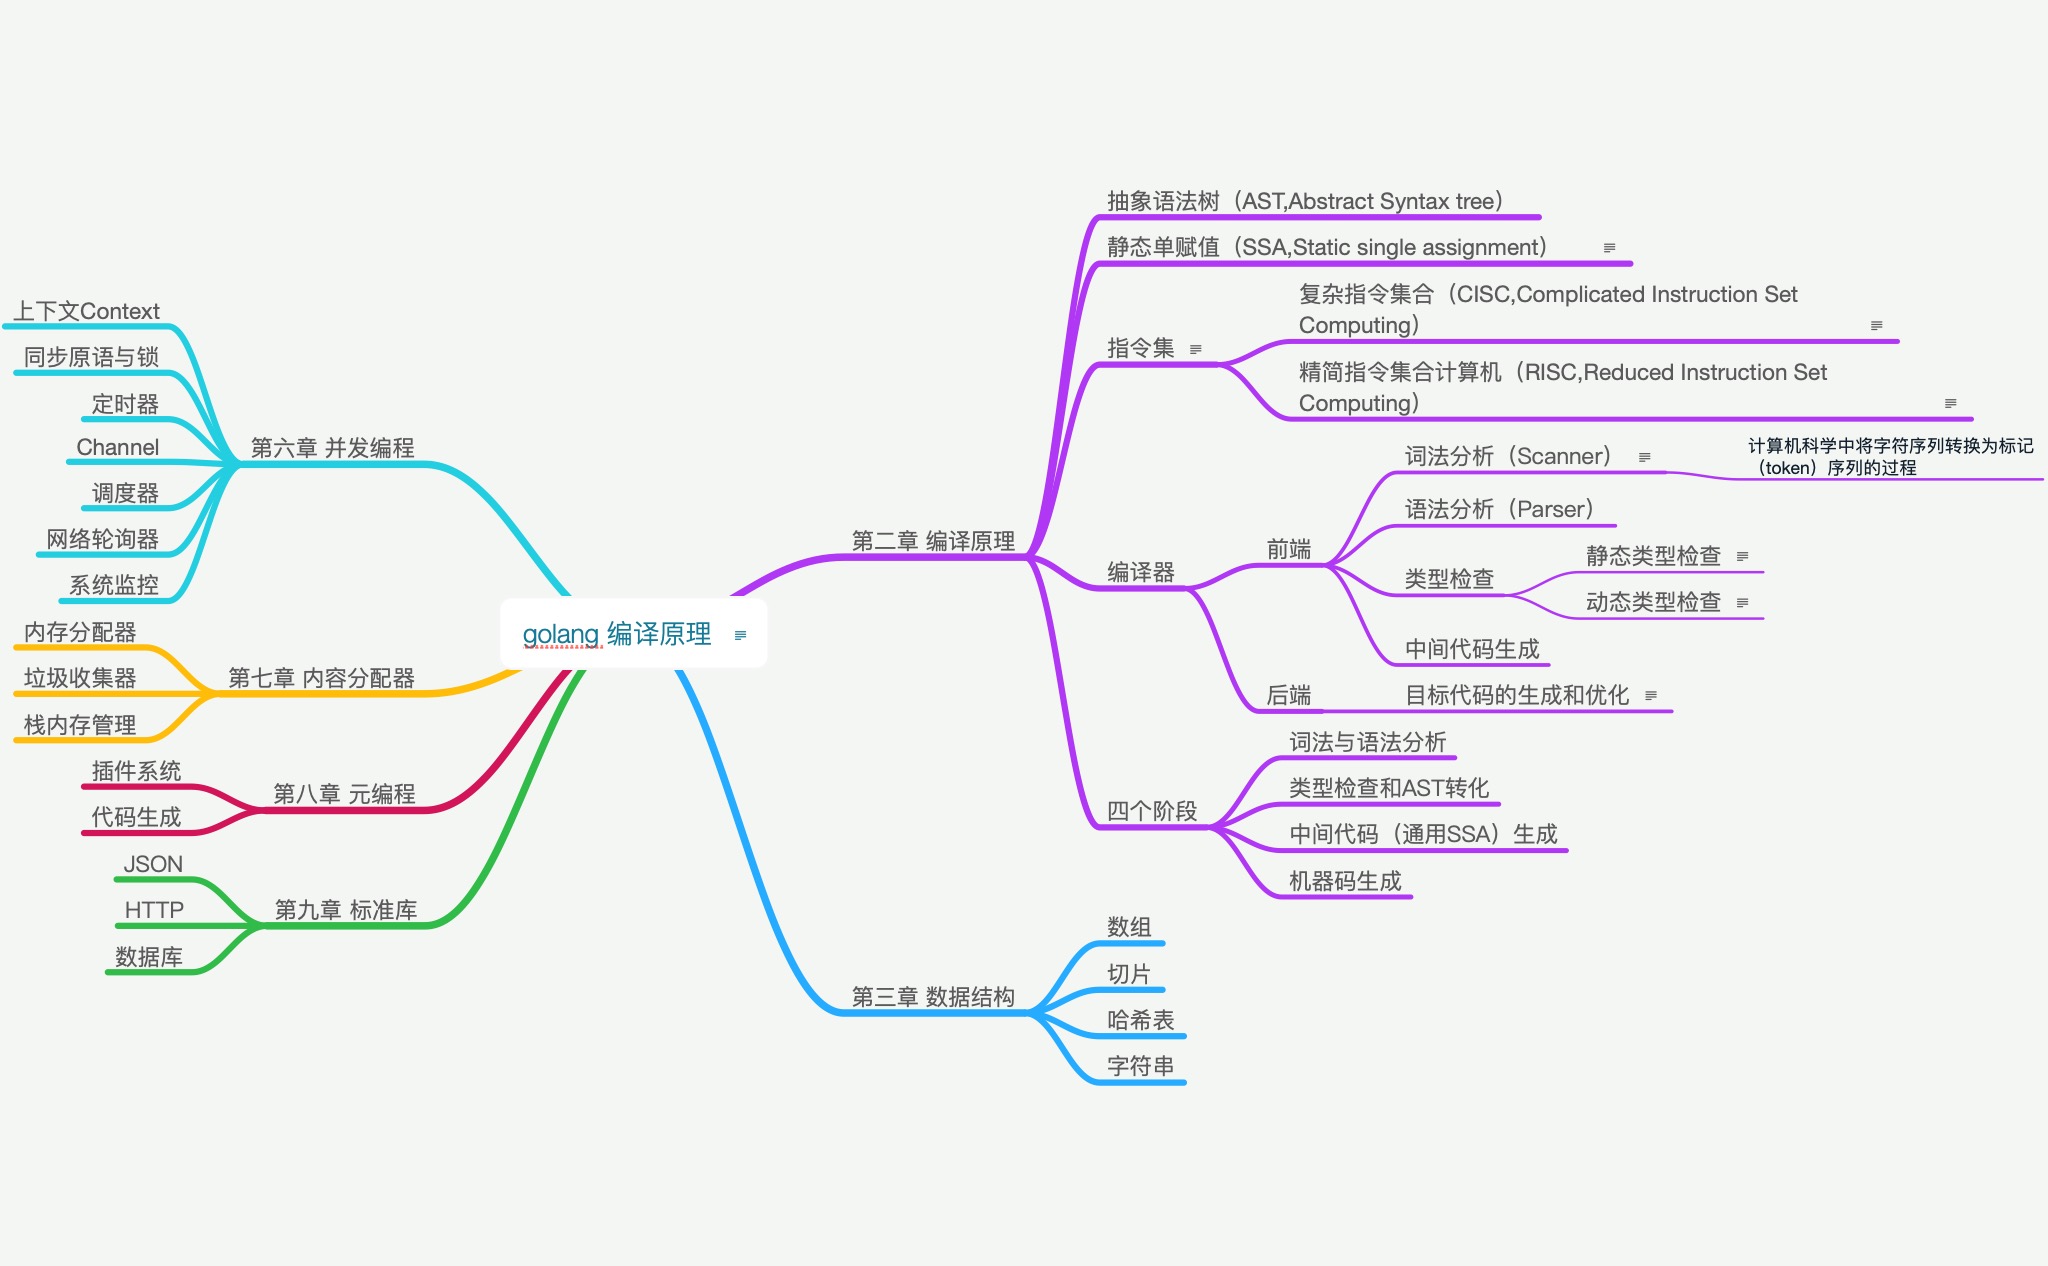 golang 编译原理
第二章 编译原理
抽象语法树（AST,Abstract Syntax tree）
静态单赋值（SSA,Static single assignment）
指令集
复杂指令集合（CISC,Complicated Instruction Set
Computing）
精简指令集合计算机（RISC,Reduced Instruction Set
Computing）
编译器
前端
词法分析（Scanner）
计算机科学中将字符序列转换为标记
（token）序列的过程
语法分析（Parser）
类型检查
静态类型检查
动态类型检查
中间代码生成
后端
目标代码的生成和优化
四个阶段
词法与语法分析
类型检查和AST转化
中间代码（通用SSA）生成
机器码生成
第三章 数据结构
数组
切片
哈希表
字符串
第六章 并发编程
上下文Context
同步原语与锁
定时器
Channel
调度器
网络轮询器
系统监控
第七章 内容分配器
内存分配器
垃圾收集器
栈内存管理
第八章 元编程
插件系统
代码生成
第九章 标准库
JSON
HTTP
数据库